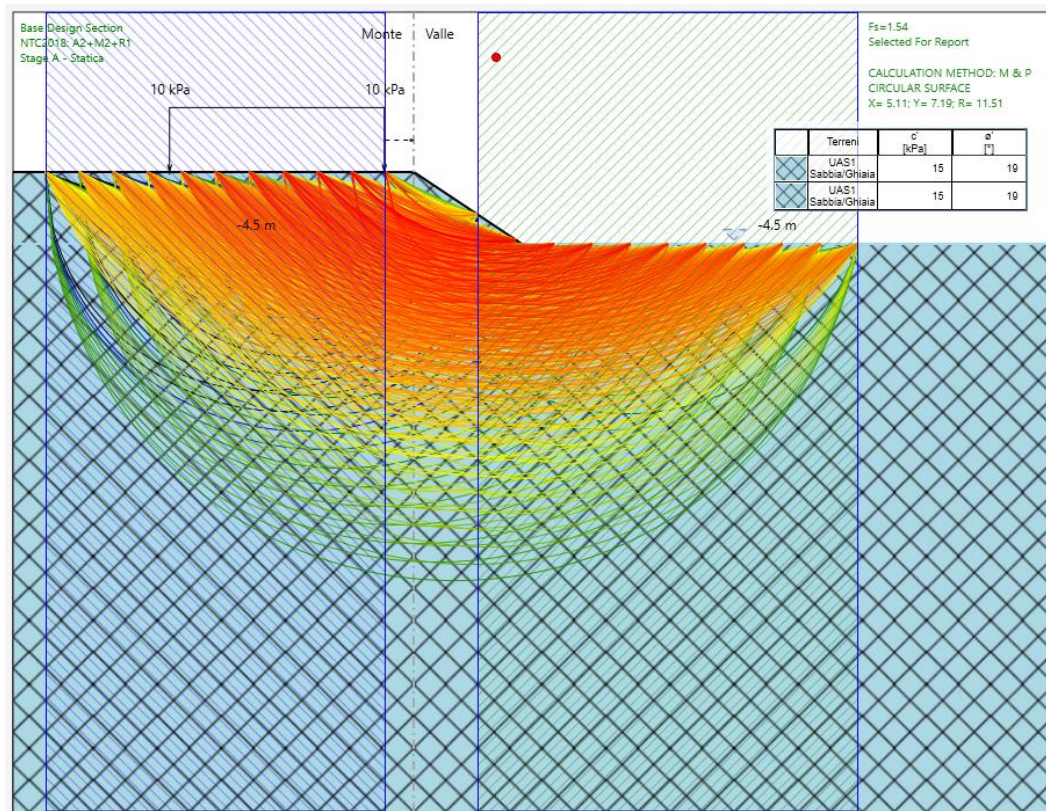 Base Design Section
NTC2018: A2+M2+R1
Stage A - Statica
Monte
Valle
Fs=1.54
Selected For Report
CALCULATION METHOD: M & P
CIRCULAR SURFACE
X= 5.11; Y= 7.19; R= 11.51
10 kPa
10 kPa
Terreni c' [kPa] ø' [°]
UAS1 Sabbia/Ghiaia 15 19
UAS1 Sabbia/Ghiaia 15 19
-4.5 m
-4.5 m